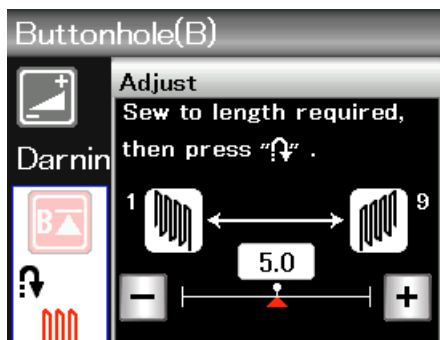 Buttonhole(B)
Adjust
Sew to length required,
then press "".
Darnin
B
1
9
5.0
- +